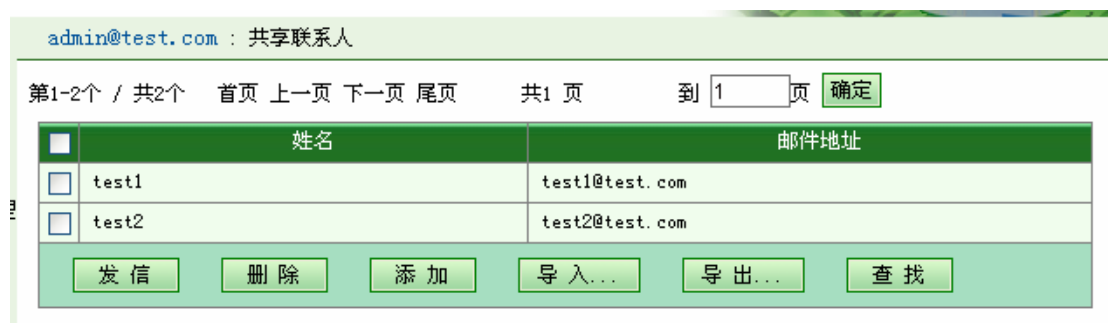 admin@test.com : 共享联系人
第1-2个 / 共2个 首页 上一页 下一页 尾页 共1 页 到 1 页 确定
姓名 邮件地址
test1 test1@test.com
test2 test2@test.com
发 信 删 除 添 加 导 入... 导 出... 查 找